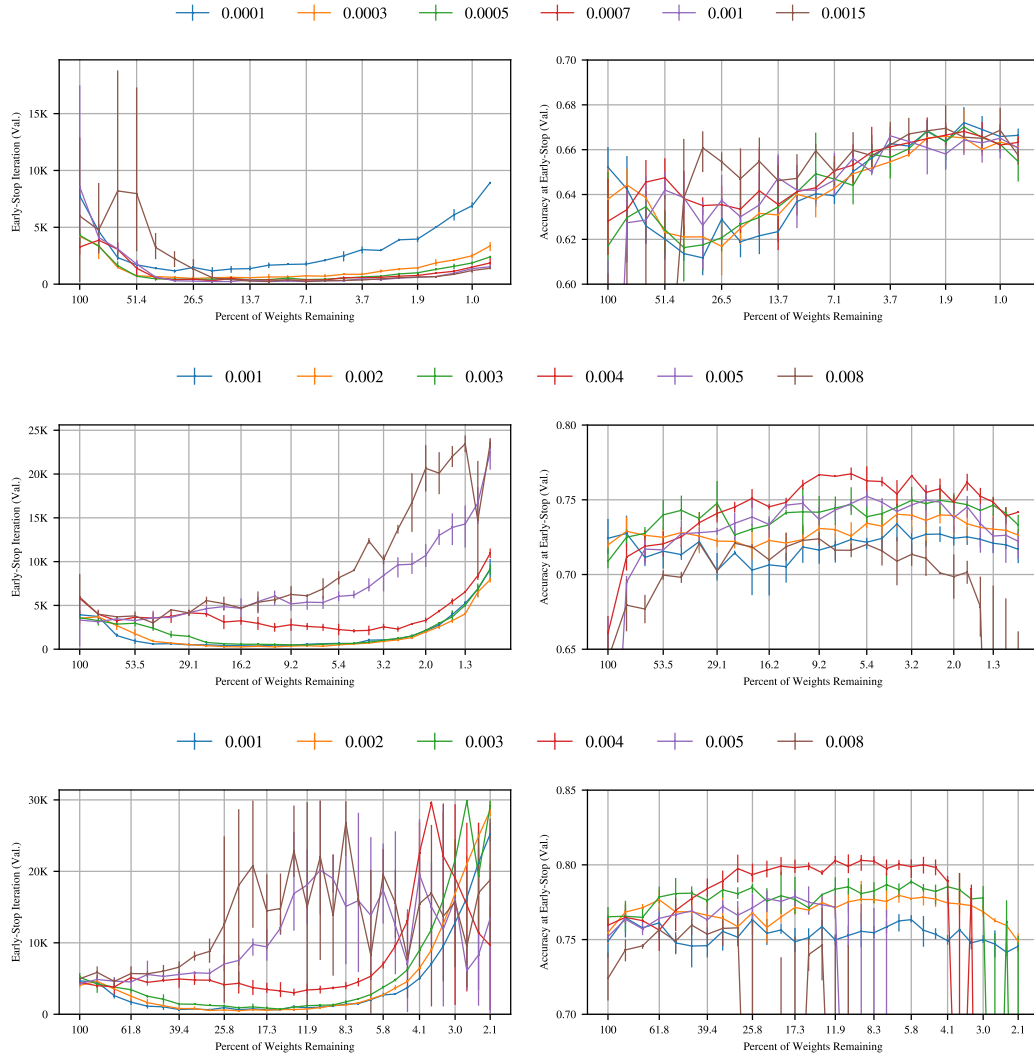 0.0001 0.0003 0.0005 0.0007 0.001 0.0015
Early-Stop Iteration (Val.)
15K
10K
5K
0
100 51.4 26.5 13.7 7.1 3.7 1.9 1.0
Percent of Weights Remaining
Accuracy at Early-Stop (Val.)
0.70
0.68
0.66
0.64
0.62
0.60
100 51.4 26.5 13.7 7.1 3.7 1.9 1.0
Percent of Weights Remaining
0.001 0.002 0.003 0.004 0.005 0.008
Early-Stop Iteration (Val.)
25K
20K
15K
10K
5K
0
100 53.5 29.1 16.2 9.2 5.4 3.2 2.0 1.3
Percent of Weights Remaining
Accuracy at Early-Stop (Val.)
0.80
0.75
0.70
0.65
100 53.5 29.1 16.2 9.2 5.4 3.2 2.0 1.3
Percent of Weights Remaining
0.001 0.002 0.003 0.004 0.005 0.008
Early-Stop Iteration (Val.)
30K
20K
10K
0
100 61.8 39.4 25.8 17.3 11.9 8.3 5.8 4.1 3.0 2.1
Percent of Weights Remaining
Accuracy at Early-Stop (Val.)
0.85
0.80
0.75
0.70
100 61.8 39.4 25.8 17.3 11.9 8.3 5.8 4.1 3.0 2.1
Percent of Weights Remaining